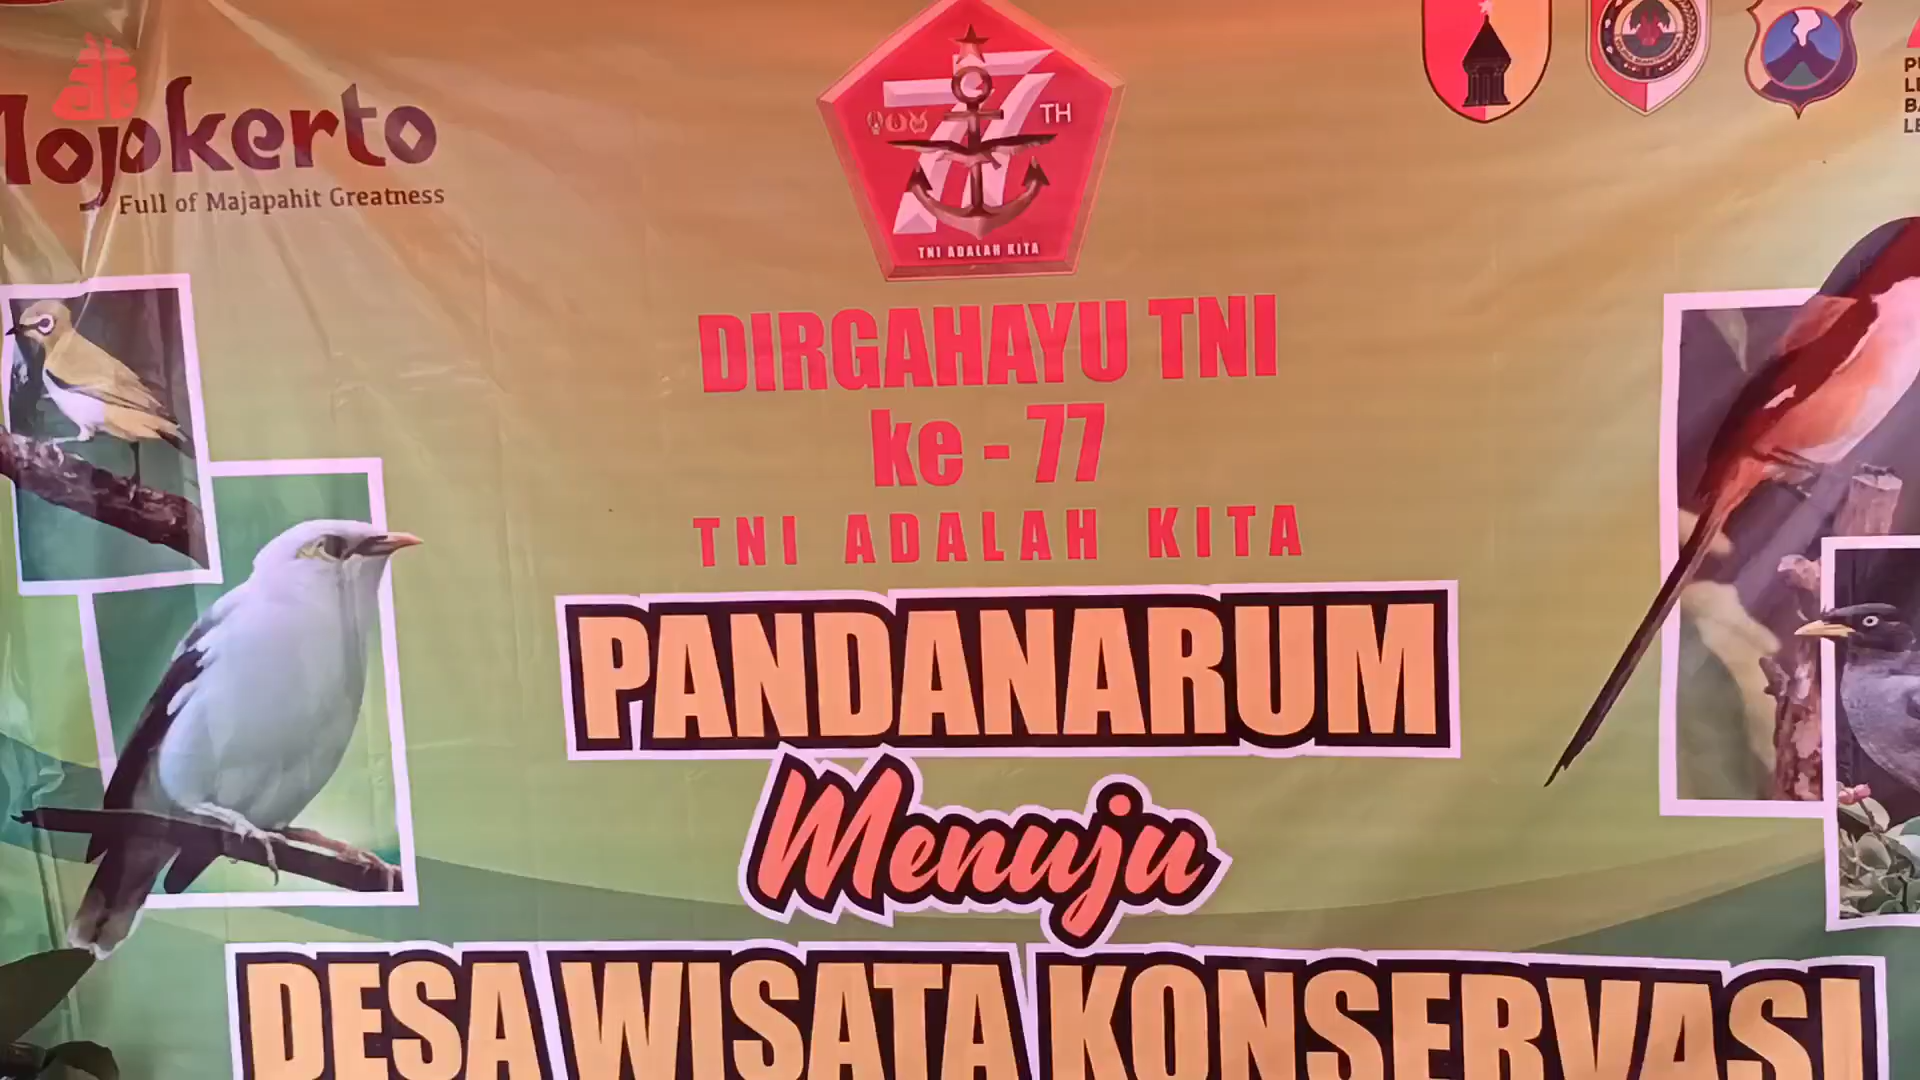 Mojokerto
Full of Majapahit Greatness
77
TH
TNI ADALAH KITA
DIRGAHAYU TNI
ke - 77
TNI ADALAH KITA
PANDANARUM
Menuju
DESA WISATA KONSERVASI